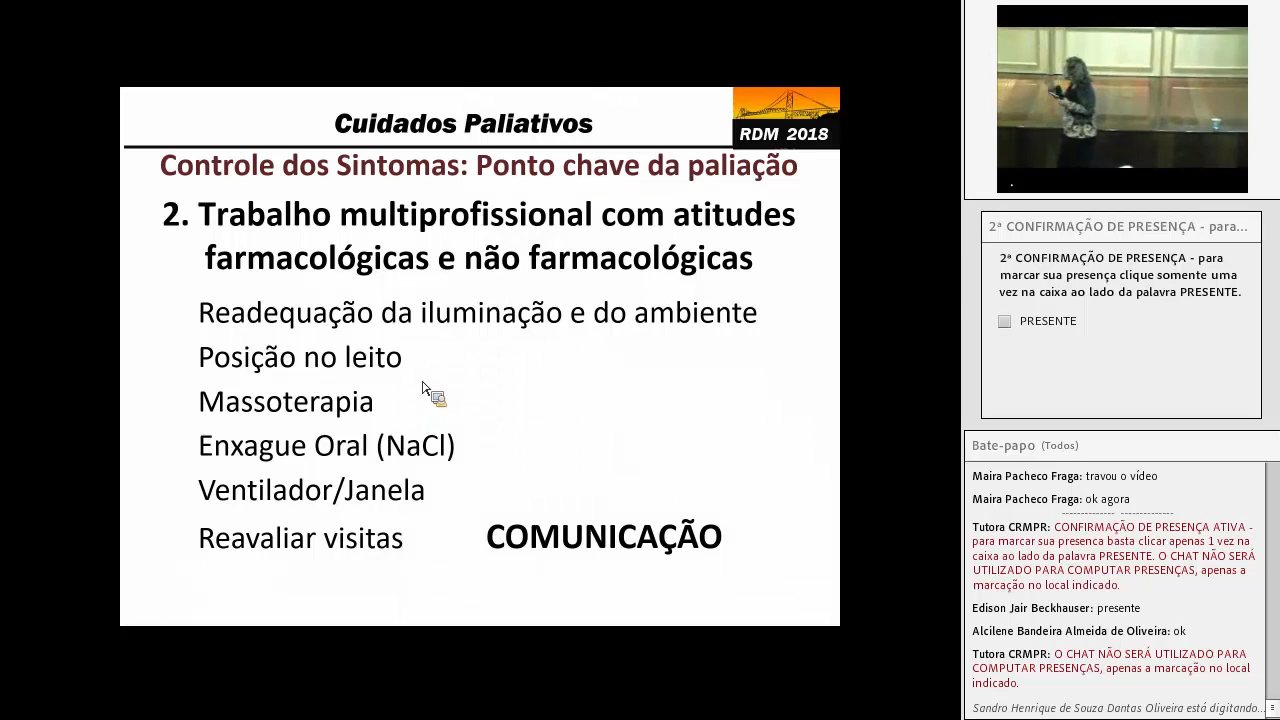 Cuidados Paliativos
RDM 2018
Controle dos Sintomas: Ponto chave da paliação
2. Trabalho multiprofissional com atitudes
farmacológicas e não farmacológicas
Readequação da iluminação e do ambiente
Posição no leito
Massoterapia
Enxague Oral (NaCl)
Ventilador/Janela
Reavaliar visitas
COMUNICAÇÃO
2ª CONFIRMAÇÃO DE PRESENÇA - para...
2ª CONFIRMAÇÃO DE PRESENÇA - para
marcar sua presença clique somente uma
vez na caixa ao lado da palavra PRESENTE.
PRESENTE
Bate-papo (Todos)
Maira Pacheco Fraga: travou o vídeo
Maira Pacheco Fraga: ok agora
Tutora CRMPR: CONFIRMAÇÃO DE PRESENÇA ATIVA -
para marcar sua presenca basta clicar apenas 1 vez na
caixa ao lado da palavra PRESENTE. O CHAT NÃO SERÁ
UTILIZADO PARA COMPUTAR PRESENÇAS, apenas a
marcação no local indicado.
Edison Jair Beckhauser: presente
Alcilene Bandeira Almeida de Oliveira: ok
Tutora CRMPR: O CHAT NÃO SERÁ UTILIZADO PARA
COMPUTAR PRESENÇAS, apenas a marcação no local
indicado.
Sandro Henrique de Souza Dantas Oliveira está digitando...